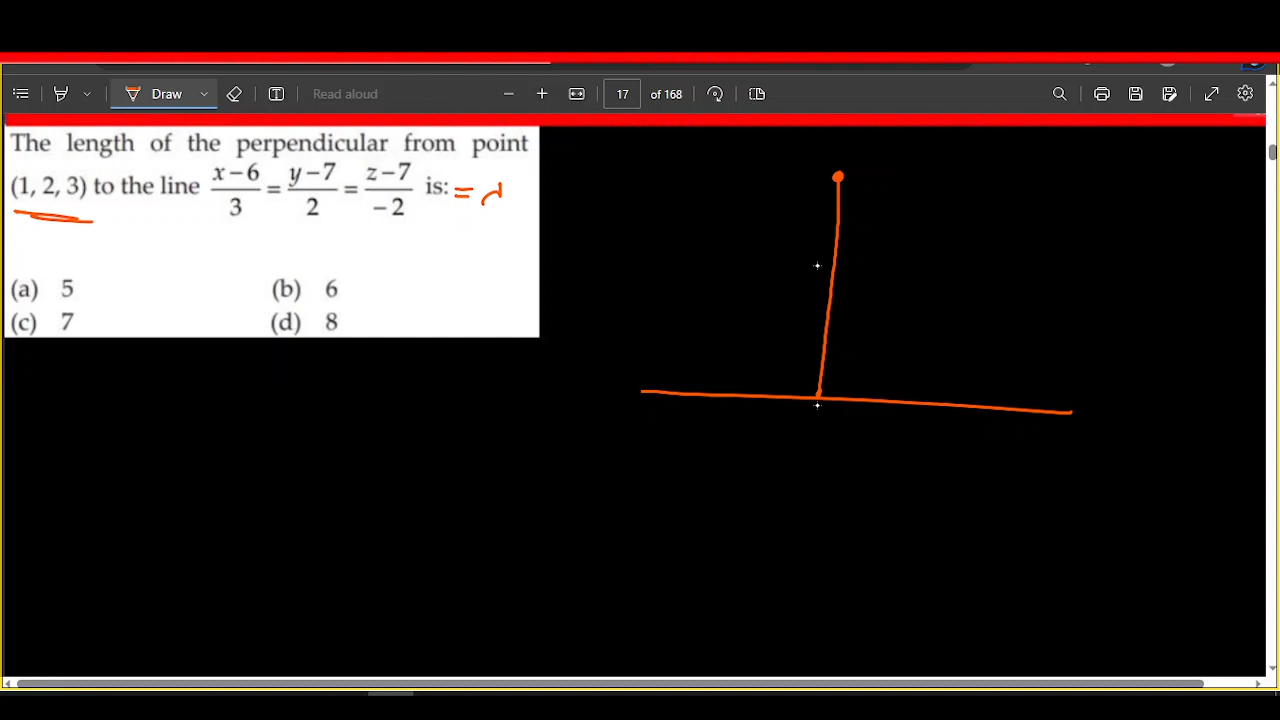 Draw
Read aloud
17 of 168
The length of the perpendicular from point
(1, 2, 3) to the line x−6/3 = y−7/2 = z−7/−2 is: =
(a) 5 (b) 6
(c) 7 (d) 8